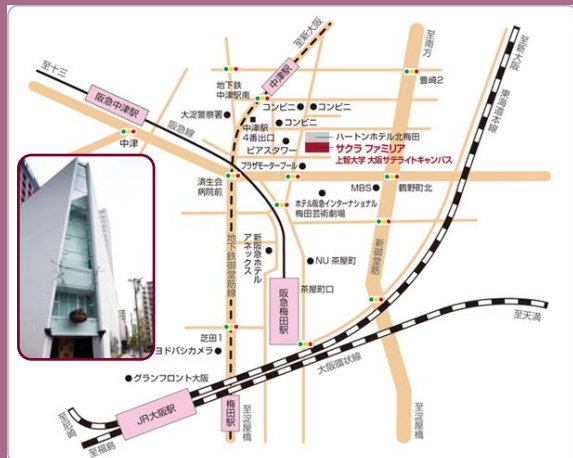 至新大阪
至南方
至新大阪
至十三
阪急中津駅
中津駅
地下鉄
中津駅南
豊崎2
東海道本線
大淀警察署
コンビニ
コンビニ
コンビニ
中津駅
4番出口
ピアスタワー
ハートンホテル北梅田
サクラ ファミリア
上智大学 大阪サテライトキャンパス
中津
阪急線
プラザモータープール
済生会
病院前
MBS
鶴野町北
ホテル阪急インターナショナル
梅田芸術劇場
新阪急ホテル
アネックス
地下鉄御堂筋線
NU 茶屋町
新御堂筋
阪急梅田駅
茶屋町口
芝田1
ヨドバシカメラ
至天満
大阪環状線
グランフロント大阪
JR大阪駅
梅田駅
至尼崎
至福島
至淀屋橋
至淀屋橋